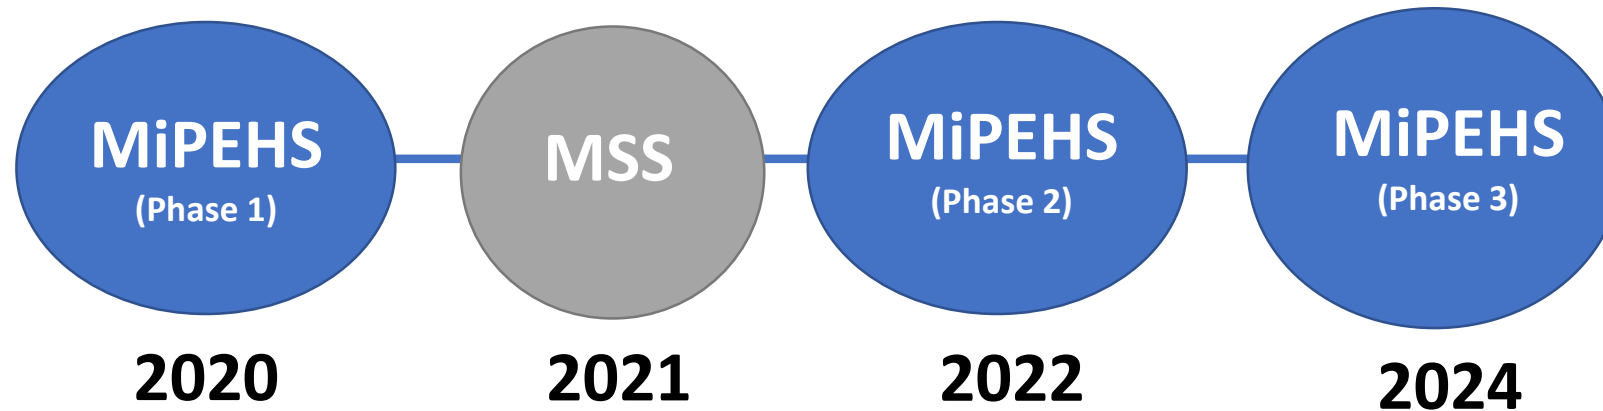 MiPEHS
(Phase 1)
2020
MSS
2021
MiPEHS
(Phase 2)
2022
MiPEHS
(Phase 3)
2024